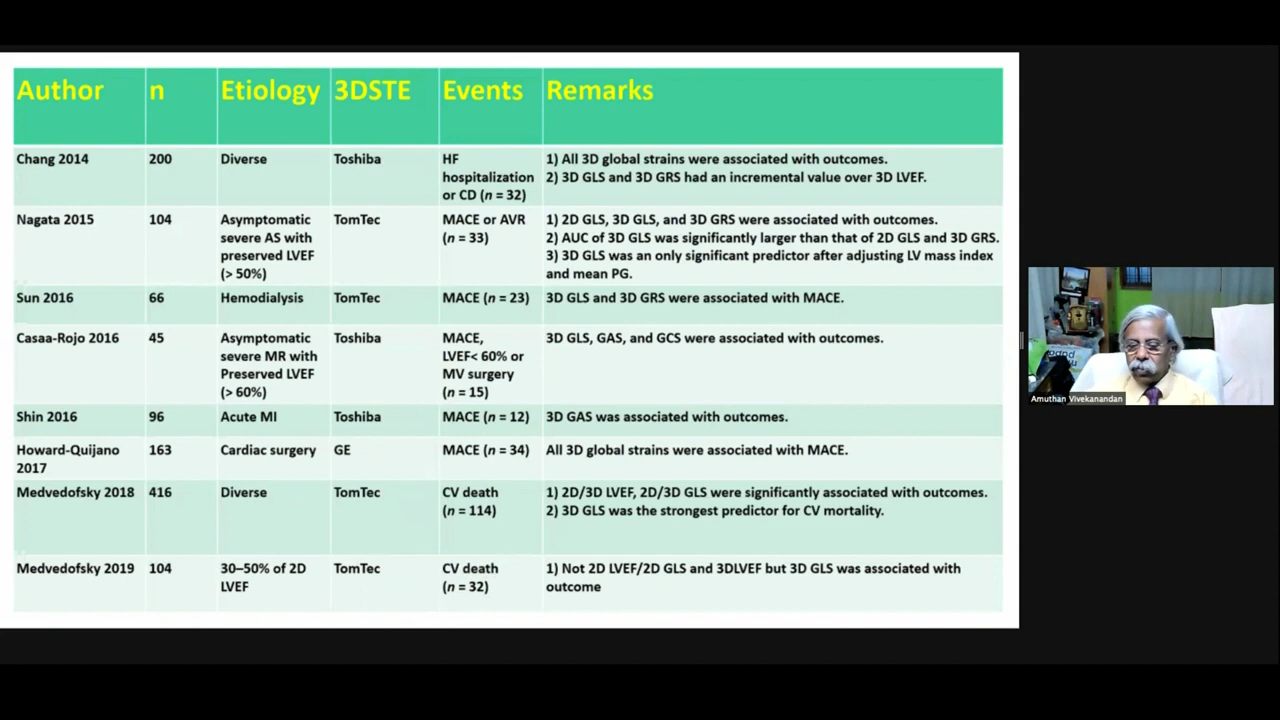 Author n Etiology 3DSTE Events Remarks
Chang 2014 200 Diverse Toshiba HF 1) All 3D global strains were associated with outcomes.
hospitalization 2) 3D GLS and 3D GRS had an incremental value over 3D LVEF.
or CD (n = 32)
Nagata 2015 104 Asymptomatic TomTec MACE or AVR 1) 2D GLS, 3D GLS, and 3D GRS were associated with outcomes.
severe AS with (n = 33) 2) AUC of 3D GLS was significantly larger than that of 2D GLS and 3D GRS.
preserved LVEF 3) 3D GLS was an only significant predictor after adjusting LV mass index
(> 50%) and mean PG.
Sun 2016 66 Hemodialysis TomTec MACE (n = 23) 3D GLS and 3D GRS were associated with MACE.
Casaa-Rojo 2016 45 Asymptomatic Toshiba MACE, 3D GLS, GAS, and GCS were associated with outcomes.
severe MR with LVEF< 60% or
Preserved LVEF MV surgery
(> 60%) (n = 15)
Shin 2016 96 Acute MI Toshiba MACE (n = 12) 3D GAS was associated with outcomes.
Howard-Quijano 163 Cardiac surgery GE MACE (n = 34) All 3D global strains were associated with MACE.
2017
Medvedofsky 2018 416 Diverse TomTec CV death 1) 2D/3D LVEF, 2D/3D GLS were significantly associated with outcomes.
(n = 114) 2) 3D GLS was the strongest predictor for CV mortality.
Medvedofsky 2019 104 30–50% of 2D TomTec CV death 1) Not 2D LVEF/2D GLS and 3DLVEF but 3D GLS was associated with
LVEF (n = 32) outcome
Amuthan Vivekanandan